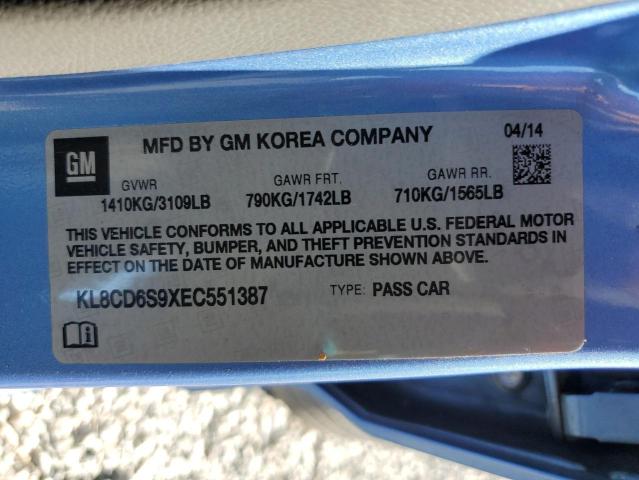 GM
MFD BY GM KOREA COMPANY
04/14
GVWR
GAWR FRT.
GAWR RR.
1410KG/3109LB
790KG/1742LB
710KG/1565LB
THIS VEHICLE CONFORMS TO ALL APPLICABLE U.S. FEDERAL MOTOR
VEHICLE SAFETY, BUMPER, AND THEFT PREVENTION STANDARDS IN
EFFECT ON THE DATE OF MANUFACTURE SHOWN ABOVE.
KL8CD6S9XEC551387
TYPE: PASS CAR